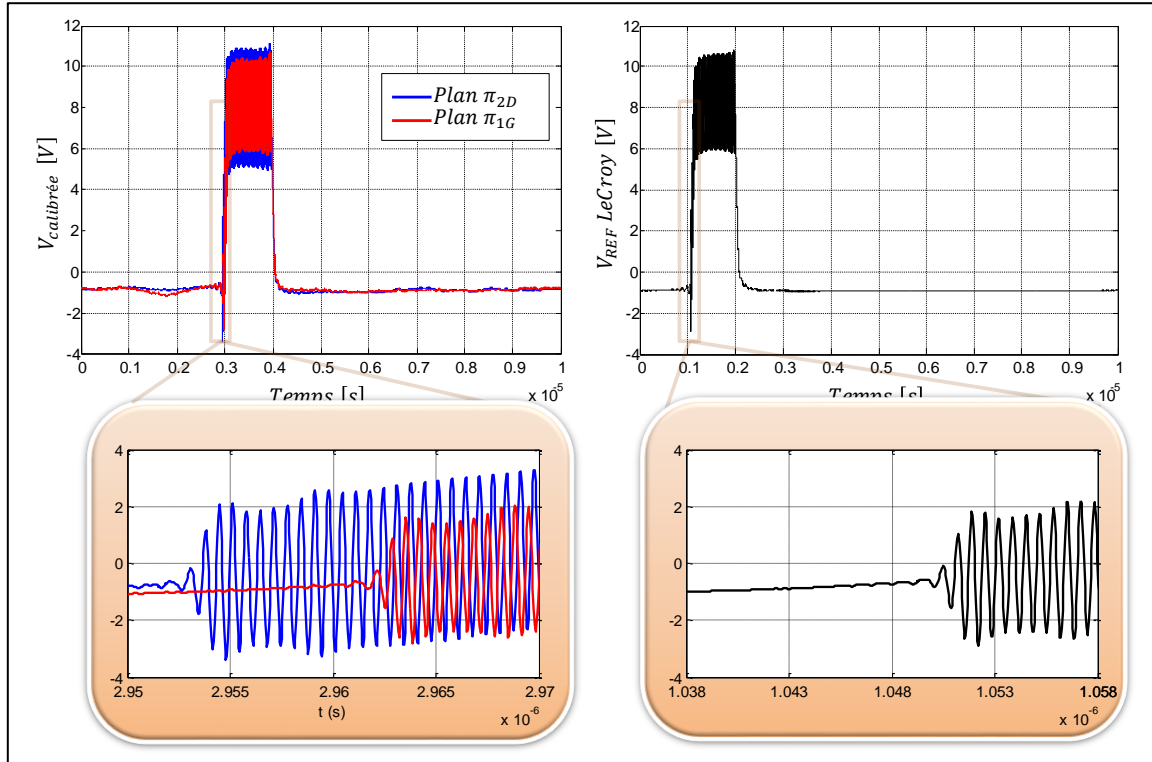 12
10
8
6
4
2
0
-2
-4
V_calibrée [V]
Plan π_2D
Plan π_1G
0 0.1 0.2 0.3 0.4 0.5 0.6 0.7 0.8 0.9 1
Temps [s]
x 10^-5
12
10
8
6
4
2
0
-2
-4
V_REF LeCroy [V]
0 0.1 0.2 0.3 0.4 0.5 0.6 0.7 0.8 0.9 1
Temps [s]
x 10^-5
4
2
0
-2
-4
2.95 2.955 2.96 2.965 2.97
t (s)
x 10^-6
4
2
0
-2
-4
1.038 1.043 1.048 1.053 1.058
x 10^-6